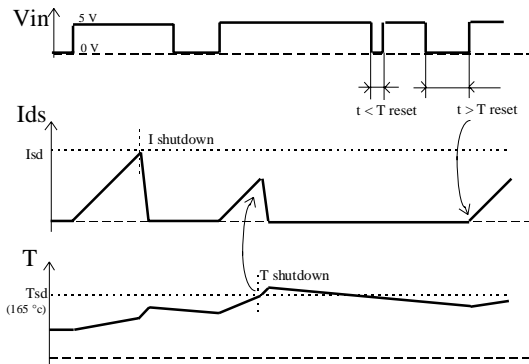 Vin
5 V
0 V
t < T reset
t > T reset
Ids
I shutdown
Isd
T
T shutdown
Tsd
(165 °c)